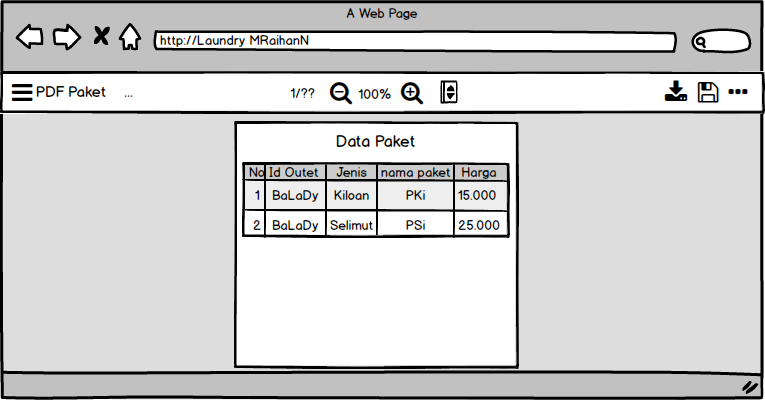 A Web Page
http://Laundry MRaihanN
PDF Paket ... 1/?? 100%
Data Paket
No Id Outet Jenis nama paket Harga
1 BaLaDy Kiloan PKi 15.000
2 BaLaDy Selimut PSi 25.000